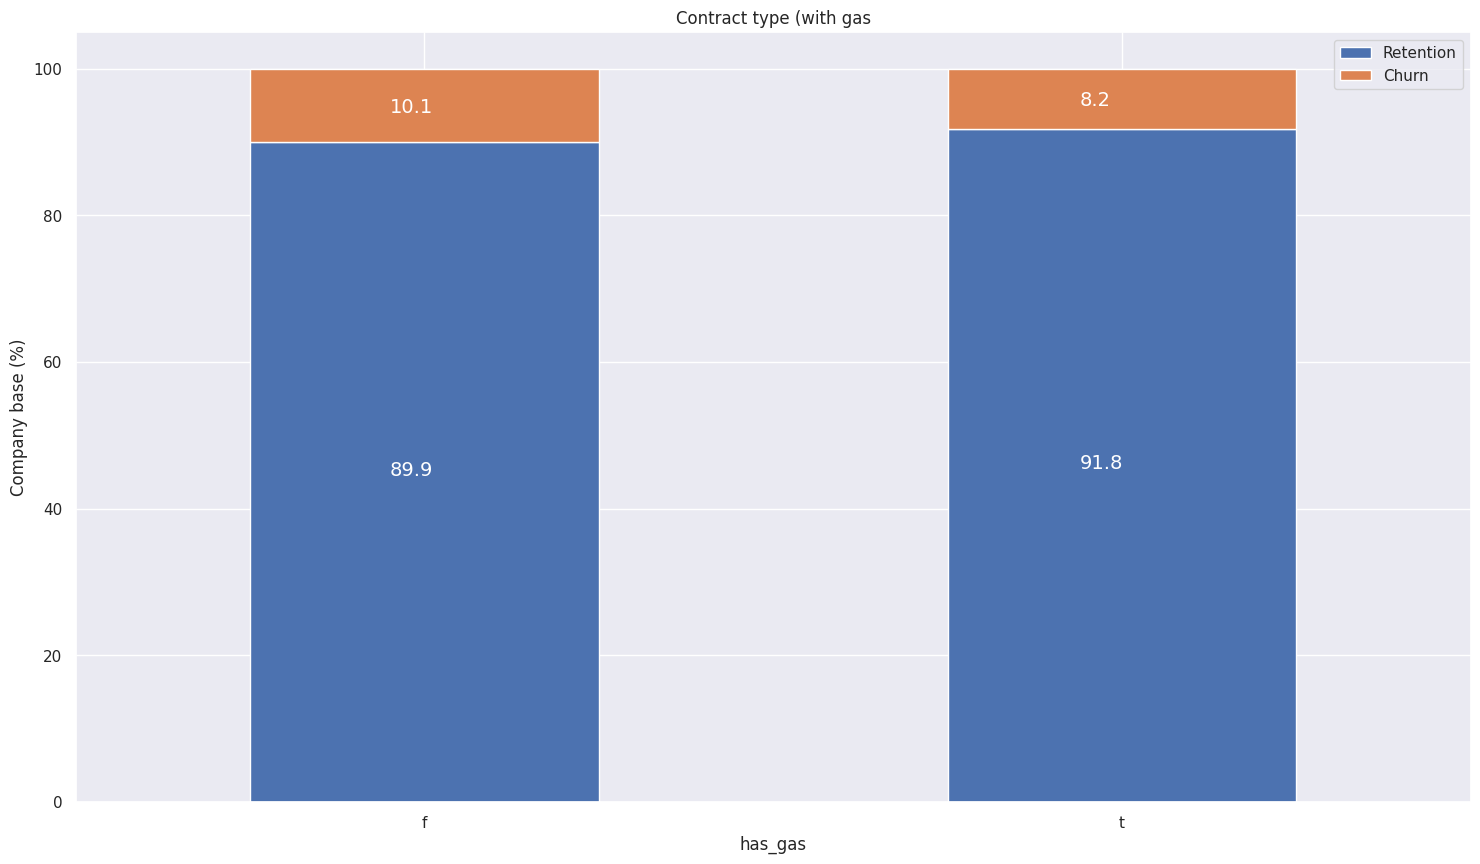 Contract type (with gas
Retention
Churn
100
80
60
40
20
0
Company base (%)
10.1
8.2
89.9
91.8
f
t
has_gas